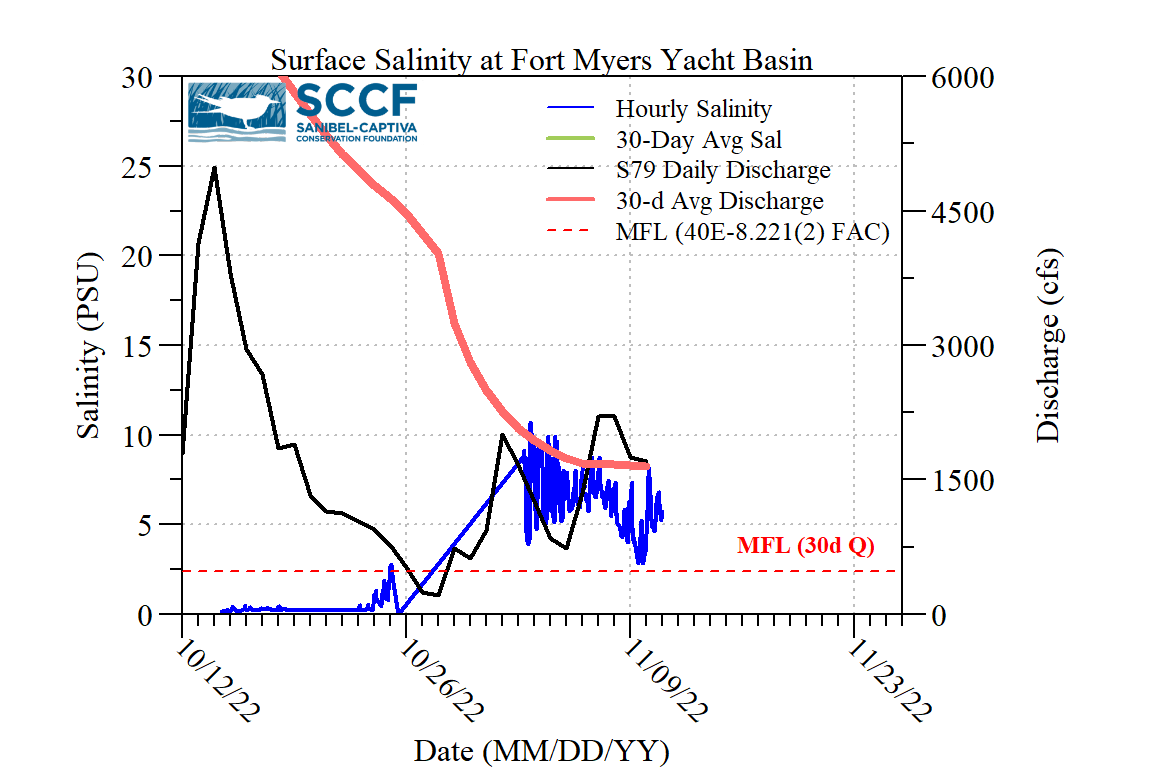 Surface Salinity at Fort Myers Yacht Basin
SCCF
SANIBEL-CAPTIVA
CONSERVATION FOUNDATION
Hourly Salinity
30-Day Avg Sal
S79 Daily Discharge
30-d Avg Discharge
MFL (40E-8.221(2) FAC)
MFL (30d Q)
Salinity (PSU)
30
25
20
15
10
5
0
Discharge (cfs)
6000
4500
3000
1500
0
10/12/22
10/26/22
11/09/22
11/23/22
Date (MM/DD/YY)